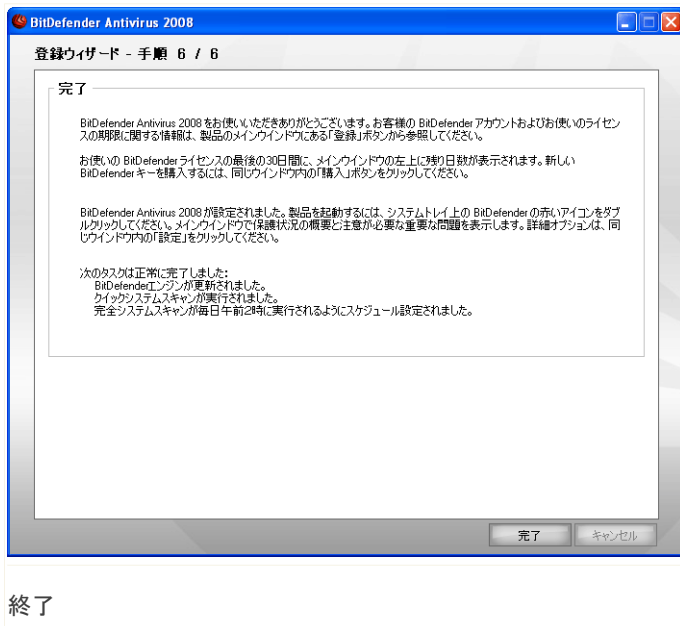 BitDefender Antivirus 2008
登録ウィザード - 手順 6 / 6
完了
BitDefender Antivirus 2008 をお使いいただきありがとうございます。お客様の BitDefender アカウントおよびお使いのライセン
スの期限に関する情報は、製品のメインウインドウにある「登録」ボタンから参照してください。
お使いの BitDefender ライセンスの最後の30日間に、メインウインドウの左上に残り日数が表示されます。新しい
BitDefender キーを購入するには、同じウインドウ内の「購入」ボタンをクリックしてください。
BitDefender Antivirus 2008 が設定されました。製品を起動するには、システムトレイ上の BitDefender の赤いアイコンをダブ
ルクリックしてください。メインウインドウで保護状況の概要と注意が必要な重要な問題を表示します。詳細オプションは、同
じウインドウ内の「設定」をクリックしてください。
次のタスクは正常に完了しました:
BitDefenderエンジンが更新されました。
クイックシステムスキャンが実行されました。
完全システムスキャンが毎日午前2時に実行されるようにスケジュール設定されました。
完了 キャンセル
終了